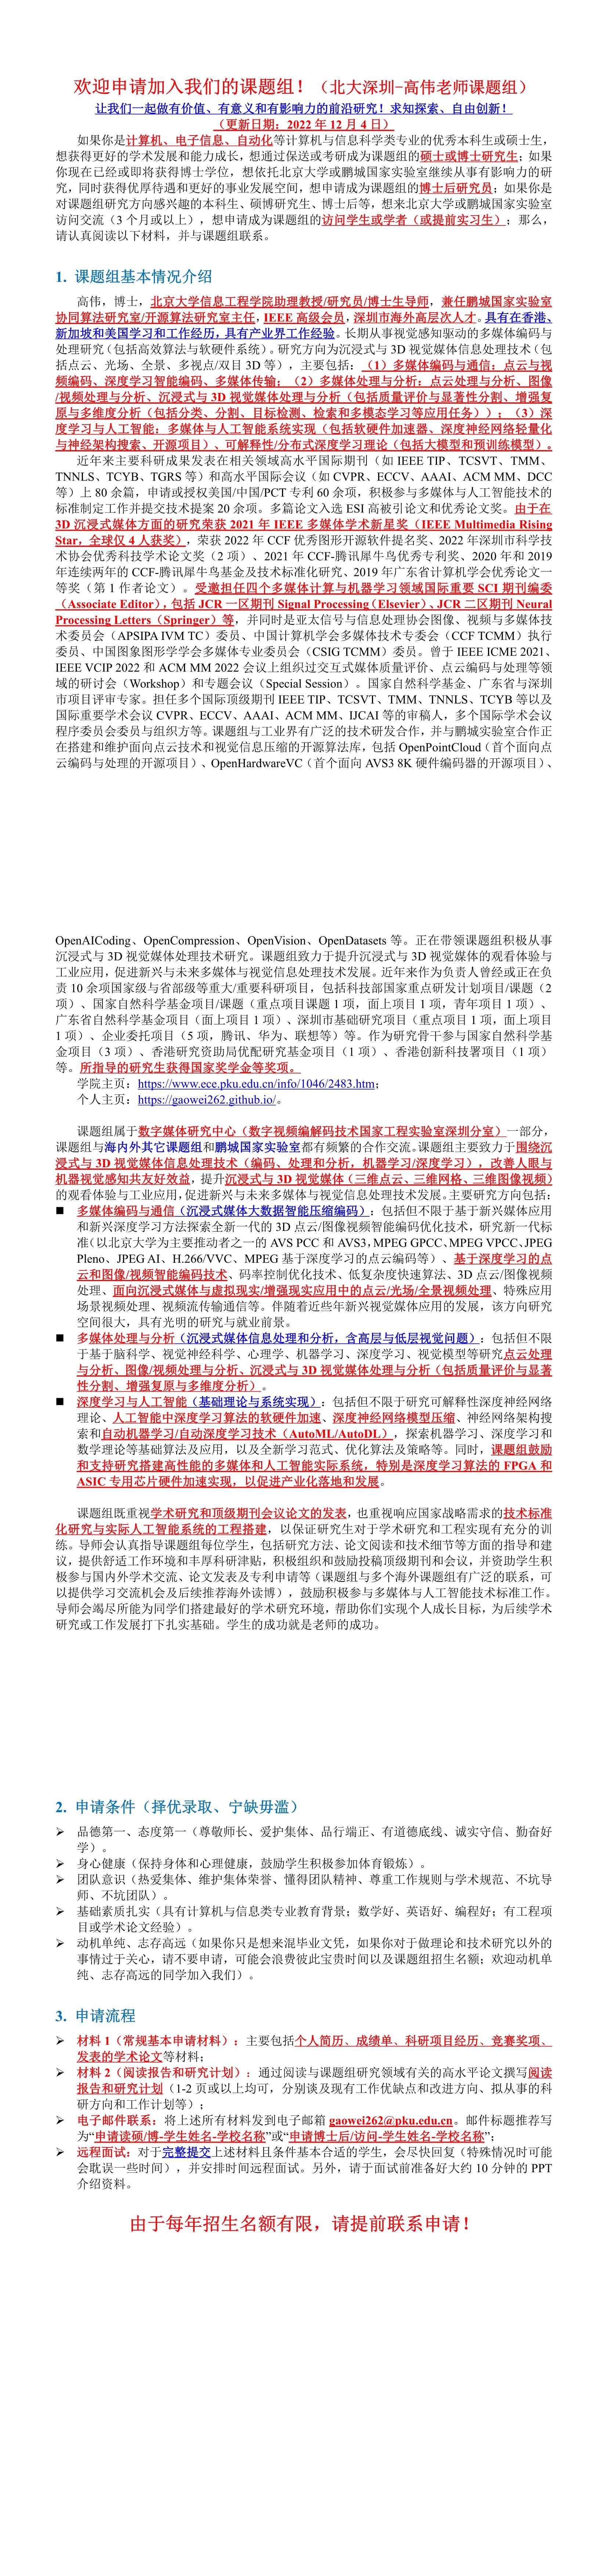 欢迎申请加入我们的课题组！（北大深圳-高伟老师课题组）
让我们一起做有价值、有意义和有影响力的前沿研究！求知探索、自由创新！
（更新日期：2022 年 12 月 4 日）
如果你是计算机、电子信息、自动化等计算机与信息科学类专业的优秀本科生或硕士生，
想获得更好的学术发展和能力成长，想通过保送或考研成为课题组的硕士或博士研究生；如果
你现在已经或即将获得博士学位，想依托北京大学或鹏城国家实验室继续从事有影响力的研
究，同时获得优厚待遇和更好的事业发展空间，想申请成为课题组的博士后研究员；如果你是
对课题组研究方向感兴趣的本科生、硕博研究生、博士后等，想来北京大学或鹏城国家实验室
访问交流（3 个月或以上），想申请成为课题组的访问学生或学者（或提前实习生）；那么，
请认真阅读以下材料，并与课题组联系。
1. 课题组基本情况介绍
高伟，博士，北京大学信息工程学院助理教授/研究员/博士生导师，兼任鹏城国家实验室
协同算法研究室/开源算法研究室主任，IEEE 高级会员，深圳市海外高层次人才。具有在香港、
新加坡和美国学习和工作经历，具有产业界工作经验。长期从事视觉感知驱动的多媒体编码与
处理研究（包括高效算法与软硬件系统）。研究方向为沉浸式与 3D 视觉媒体信息处理技术（包
括点云、光场、全景、多视点/双目 3D 等），主要包括：（1）多媒体编码与通信：点云与视
频编码、深度学习智能编码、多媒体传输；（2）多媒体处理与分析：点云处理与分析、图像
/视频处理与分析、沉浸式与 3D 视觉媒体处理与分析（包括质量评价与显著性分割、增强复
原与多维度分析（包括分类、分割、目标检测、检索和多模态学习等应用任务））；（3）深
度学习与人工智能：多媒体与人工智能系统实现（包括软硬件加速器、深度神经网络轻量化
与神经架构搜索、开源项目）、可解释性/分布式深度学习理论（包括大模型和预训练模型）。
近年来主要科研成果发表在相关领域高水平国际期刊（如 IEEE TIP、TCSVT、TMM、
TNNLS、TCYB、TGRS 等）和高水平国际会议（如 CVPR、ECCV、AAAI、ACM MM、DCC
等）上 80 余篇，申请或授权美国/中国/PCT 专利 60 余项，积极参与多媒体与人工智能技术的
标准制定工作并提交技术提案 20 余项。多篇论文入选 ESI 高被引论文和优秀论文奖。由于在
3D 沉浸式媒体方面的研究荣获 2021 年 IEEE 多媒体学术新星奖（IEEE Multimedia Rising
Star，全球仅 4 人获奖），荣获 2022 年 CCF 优秀图形开源软件提名奖、2022 年深圳市科学技
术协会优秀科技学术论文奖（2 项）、2021 年 CCF-腾讯犀牛鸟优秀专利奖、2020 年和 2019
年连续两年的 CCF-腾讯犀牛鸟基金及技术标准化研究、2019 年广东省计算机学会优秀论文一
等奖（第 1 作者论文）。受邀担任四个多媒体计算与机器学习领域国际重要 SCI 期刊编委
（Associate Editor），包括 JCR 一区期刊 Signal Processing（Elsevier）、JCR 二区期刊 Neural
Processing Letters（Springer）等，并同时是亚太信号与信息处理协会图像、视频与多媒体技
术委员会（APSIPA IVM TC）委员、中国计算机学会多媒体技术专委会（CCF TCMM）执行
委员、中国图象图形学学会多媒体专业委员会（CSIG TCMM）委员。曾于 IEEE ICME 2021、
IEEE VCIP 2022 和 ACM MM 2022 会议上组织过交互式媒体质量评价、点云编码与处理等领
域的研讨会（Workshop）和专题会议（Special Session）。国家自然科学基金、广东省与深圳
市项目评审专家。担任多个国际顶级期刊 IEEE TIP、TCSVT、TMM、TNNLS、TCYB 等以及
国际重要学术会议 CVPR、ECCV、AAAI、ACM MM、IJCAI 等的审稿人，多个国际学术会议
程序委员会委员与组织方等。课题组与工业界有广泛的技术研发合作，并与鹏城实验室合作正
在搭建和维护面向点云技术和视觉信息压缩的开源算法库，包括 OpenPointCloud（首个面向点
云编码与处理的开源项目）、OpenHardwareVC（首个面向 AVS3 8K 硬件编码器的开源项目）、
OpenAICoding、OpenCompression、OpenVision、OpenDatasets 等。正在带领课题组积极从事
沉浸式与 3D 视觉媒体处理技术研究。课题组致力于提升沉浸式与 3D 视觉媒体的观看体验与
工业应用，促进新兴与未来多媒体与视觉信息处理技术发展。近年来作为负责人曾经或正在负
责 10 余项国家级与省部级等重大/重要科研项目，包括科技部国家重点研发计划项目/课题（2
项）、国家自然科学基金项目/课题（重点项目课题 1 项，面上项目 1 项，青年项目 1 项）、
广东省自然科学基金项目（面上项目 1 项）、深圳市基础研究项目（重点项目 1 项，面上项目
1 项）、企业委托项目（5 项，腾讯、华为、联想等）等。作为研究骨干参与国家自然科学基
金项目（3 项）、香港研究资助局优配研究基金项目（1 项）、香港创新科技署项目（1 项）
等。所指导的研究生获得国家奖学金等奖项。
学院主页：https://www.ece.pku.edu.cn/info/1046/2483.htm；
个人主页：https://gaowei262.github.io/。
课题组属于数字媒体研究中心（数字视频编解码技术国家工程实验室深圳分室）一部分，
课题组与海内外其它课题组和鹏城国家实验室都有频繁的合作交流。课题组主要致力于围绕沉
浸式与 3D 视觉媒体信息处理技术（编码、处理和分析，机器学习/深度学习），改善人眼与
机器视觉感知共友好效益，提升沉浸式与 3D 视觉媒体（三维点云、三维网格、三维图像视频）
的观看体验与工业应用，促进新兴与未来多媒体与视觉信息处理技术发展。主要研究方向包括：
■ 多媒体编码与通信（沉浸式媒体大数据智能压缩编码）：包括但不限于基于新兴媒体应用
和新兴深度学习方法探索全新一代的 3D 点云/图像视频智能编码优化技术，研究新一代标
准（以北京大学为主要推动者之一的 AVS PCC 和 AVS3，MPEG GPCC、MPEG VPCC、JPEG
Pleno、JPEG AI、H.266/VVC、MPEG 基于深度学习的点云编码等）、基于深度学习的点
云和图像/视频智能编码技术、码率控制优化技术、低复杂度快速算法、3D 点云/图像视频
处理、面向沉浸式媒体与虚拟现实/增强现实应用中的点云/光场/全景视频处理、特殊应用
场景视频处理、视频流传输通信等。伴随着近些年新兴视觉媒体应用的发展，该方向研究
空间很大，具有光明的研究与就业前景。
■ 多媒体处理与分析（沉浸式媒体信息处理和分析，含高层与低层视觉问题）：包括但不限
于基于脑科学、视觉神经科学、心理学、机器学习、深度学习、视觉模型等研究点云处理
与分析、图像/视频处理与分析、沉浸式与 3D 视觉媒体处理与分析（包括质量评价与显著
性分割、增强复原与多维度分析）。
■ 深度学习与人工智能（基础理论与系统实现）：包括但不限于研究可解释性深度神经网络
理论、人工智能中深度学习算法的软硬件加速、深度神经网络模型压缩、神经网络架构搜
索和自动机器学习/自动深度学习技术（AutoML/AutoDL），探索机器学习、深度学习和
数学理论等基础算法及应用，以及全新学习范式、优化算法及策略等。同时，课题组鼓励
和支持研究搭建高性能的多媒体和人工智能实际系统，特别是深度学习算法的 FPGA 和
ASIC 专用芯片硬件加速实现，以促进产业化落地和发展。
课题组既重视学术研究和顶级期刊会议论文的发表，也重视响应国家战略需求的技术标准
化研究与实际人工智能系统的工程搭建，以保证研究生对于学术研究和工程实现有充分的训
练。导师会认真指导课题组每位学生，包括研究方法、论文阅读和技术细节等方面的指导和建
议，提供舒适工作环境和丰厚科研津贴，积极组织和鼓励投稿顶级期刊和会议，并资助学生积
极参与国内外学术交流、论文发表及专利申请等（课题组与多个海外课题组有广泛的联系，可
以提供学习交流机会及后续推荐海外读博），鼓励积极参与多媒体与人工智能技术标准工作。
导师会竭尽所能为同学们搭建最好的学术研究环境，帮助你们实现个人成长目标，为后续学术
研究或工作发展打下扎实基础。学生的成功就是老师的成功。
2. 申请条件（择优录取、宁缺毋滥）
➢ 品德第一、态度第一（尊敬师长、爱护集体、品行端正、有道德底线、诚实守信、勤奋好
学）。
➢ 身心健康（保持身体和心理健康，鼓励学生积极参加体育锻炼）。
➢ 团队意识（热爱集体、维护集体荣誉、懂得团队精神、尊重工作规则与学术规范、不坑导
师、不坑团队）。
➢ 基础素质扎实（具有计算机与信息类专业教育背景；数学好、英语好、编程好；有工程项
目或学术论文经验）。
➢ 动机单纯、志存高远（如果你只是想来混毕业文凭，如果你对于做理论和技术研究以外的
事情过于关心，请不要申请，可能会浪费彼此宝贵时间以及课题组招生名额；欢迎动机单
纯、志存高远的同学加入我们）。
3. 申请流程
➢ 材料 1（常规基本申请材料）：主要包括个人简历、成绩单、科研项目经历、竞赛奖项、
发表的学术论文等材料；
➢ 材料 2（阅读报告和研究计划）：通过阅读与课题组研究领域有关的高水平论文撰写阅读
报告和研究计划（1-2 页或以上均可，分别谈及现有工作优缺点和改进方向、拟从事的科
研方向和工作计划等）；
➢ 电子邮件联系：将上述所有材料发到电子邮箱 gaowei262@pku.edu.cn。邮件标题推荐写
为“申请读硕/博-学生姓名-学校名称”或“申请博士后/访问-学生姓名-学校名称”；
➢ 远程面试：对于完整提交上述材料且条件基本合适的学生，会尽快回复（特殊情况时可能
会耽误一些时间），并安排时间远程面试。另外，请于面试前准备好大约 10 分钟的 PPT
介绍资料。
由于每年招生名额有限，请提前联系申请！